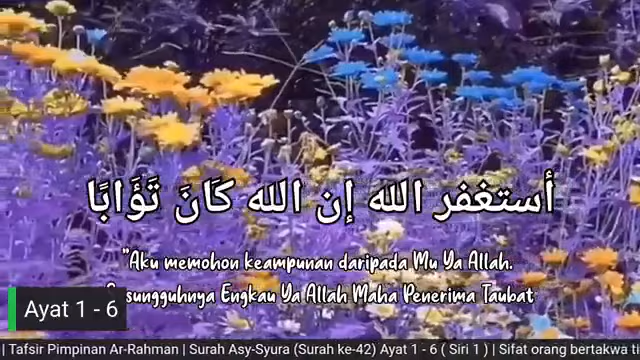 أستغفر الله إن الله كَانَ تَوَّابًا
"Aku memohon keampunan daripada Mu Ya Allah.
Sesungguhnya Engkau Ya Allah Maha Penerima Taubat
Ayat 1 - 6
| Tafsir Pimpinan Ar-Rahman | Surah Asy-Syura (Surah ke-42) Ayat 1 - 6 ( Siri 1 ) | Sifat orang bertakwa